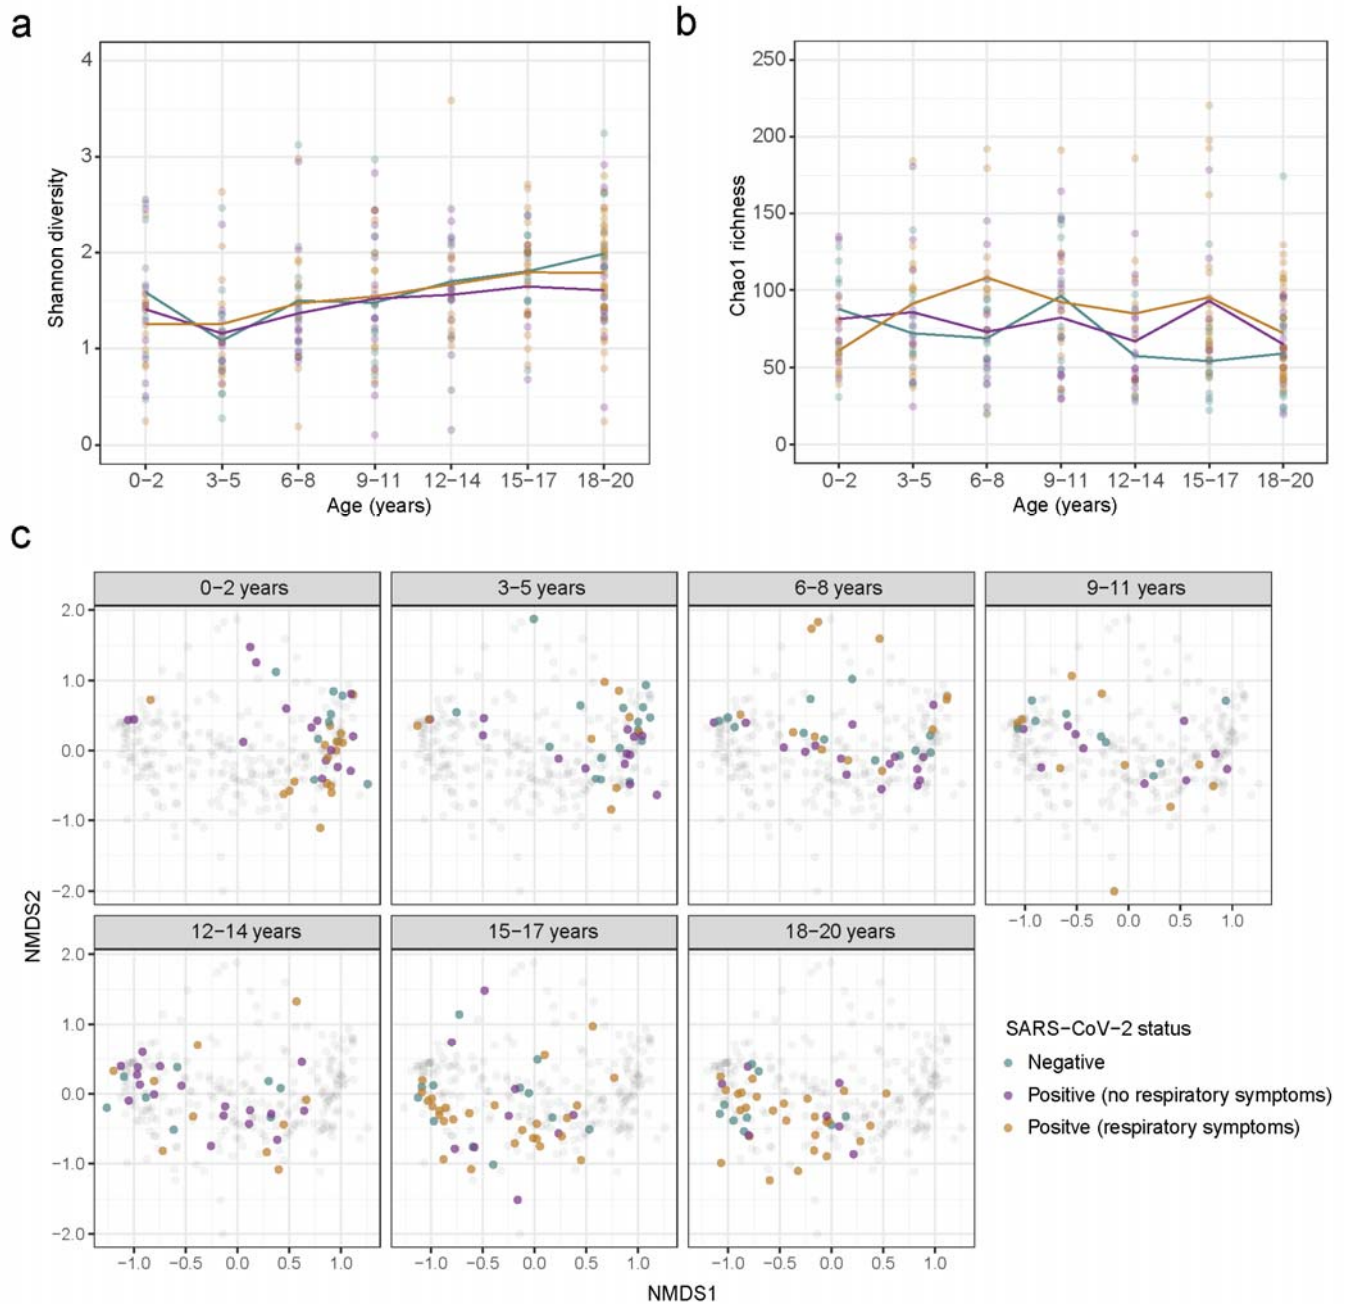 a
b
4
3
2
1
0
Shannon diversity
0−2 3−5 6−8 9−11 12−14 15−17 18−20
Age (years)
250
200
150
100
50
0
Chao1 richness
0−2 3−5 6−8 9−11 12−14 15−17 18−20
Age (years)
c
0−2 years
3−5 years
6−8 years
9−11 years
2.0
1.0
0.0
−1.0
−2.0
−1.0 −0.5 0.0 0.5 1.0
NMDS2
12−14 years
15−17 years
18−20 years
2.0
1.0
0.0
−1.0
−2.0
−1.0 −0.5 0.0 0.5 1.0
−1.0 −0.5 0.0 0.5 1.0
−1.0 −0.5 0.0 0.5 1.0
NMDS1
SARS−CoV−2 status
Negative
Positive (no respiratory symptoms)
Positve (respiratory symptoms)